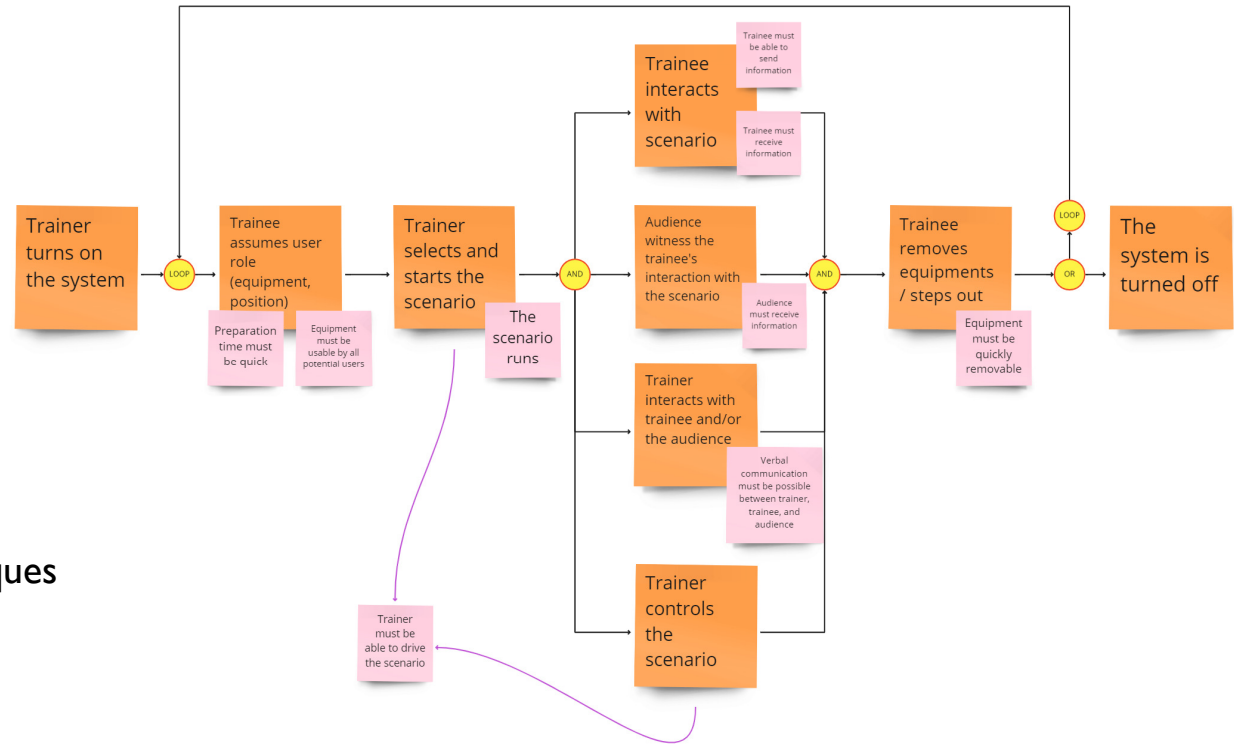 Trainer
turns on
the system
LOOP
Trainee
assumes user
role
(equipment,
position)
Preparation
time must
be quick
Equipment
must be
usable by all
potential users
Trainer
selects and
starts the
scenario
The
scenario
runs
AND
Trainee
interacts
with
scenario
Trainee must
be able to
send
information
Trainee must
receive
information
Audience
witness the
trainee's
interaction with
the scenario
Audience
must receive
information
Trainer
interacts with
trainee and/or
the audience
Verbal
communication
must be possible
between trainer,
trainee, and
audience
Trainer
controls
the
scenario
Trainer
must be
able to drive
the scenario
AND
Trainee
removes
equipments
/ steps out
Equipment
must be
quickly
removable
LOOP
OR
The
system is
turned off
ques